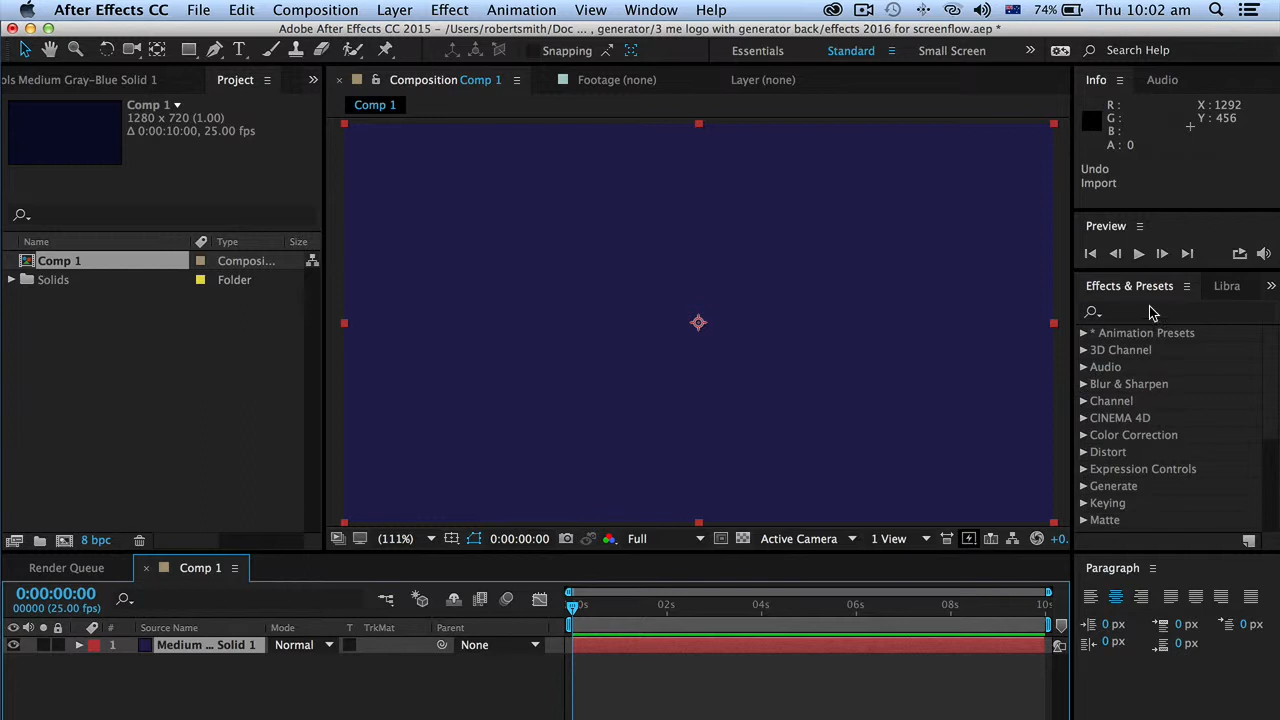 After Effects CC File Edit Composition Layer Effect Animation View Window Help 74% Thu 10:02 am
Adobe After Effects CC 2015 - /Users/robertsmith/Doc ... , generator/3 me logo with generator back/effects 2016 for screenflow.aep *
Snapping Essentials Standard Small Screen Search Help
ols Medium Gray-Blue Solid 1 Project Composition Comp 1 Footage (none) Layer (none) Info Audio
Comp 1
1280 x 720 (1.00)
Δ 0:00:10:00, 25.00 fps
Comp 1
R :
G :
B :
A : 0
X : 1292
Y : 456
Undo
Import
Preview
Name Type Size
Comp 1 Composi...
Solids Folder
Effects & Presets Libra
* Animation Presets
3D Channel
Audio
Blur & Sharpen
Channel
CINEMA 4D
Color Correction
Distort
Expression Controls
Generate
Keying
Matte
8 bpc (111%) 0:00:00:00 Full Active Camera 1 View +0.
Render Queue Comp 1 Paragraph
0:00:00:00
00000 (25.00 fps)
02s 04s 06s 08s 10s
# Source Name Mode T TrkMat Parent
1 Medium ... Solid 1 Normal None
0 px 0 px 0 px
0 px 0 px